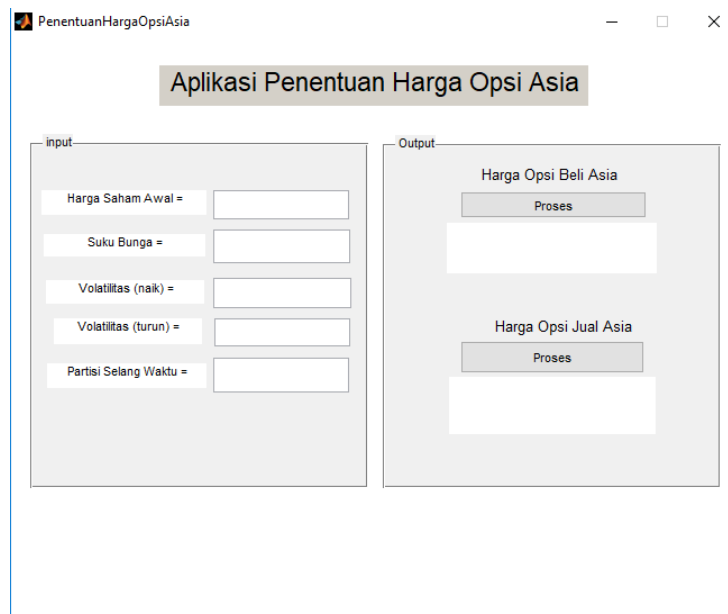 PenentuanHargaOpsiAsia
Aplikasi Penentuan Harga Opsi Asia
input
Harga Saham Awal =
Suku Bunga =
Volatilitas (naik) =
Volatilitas (turun) =
Partisi Selang Waktu =
Output
Harga Opsi Beli Asia
Proses
Harga Opsi Jual Asia
Proses